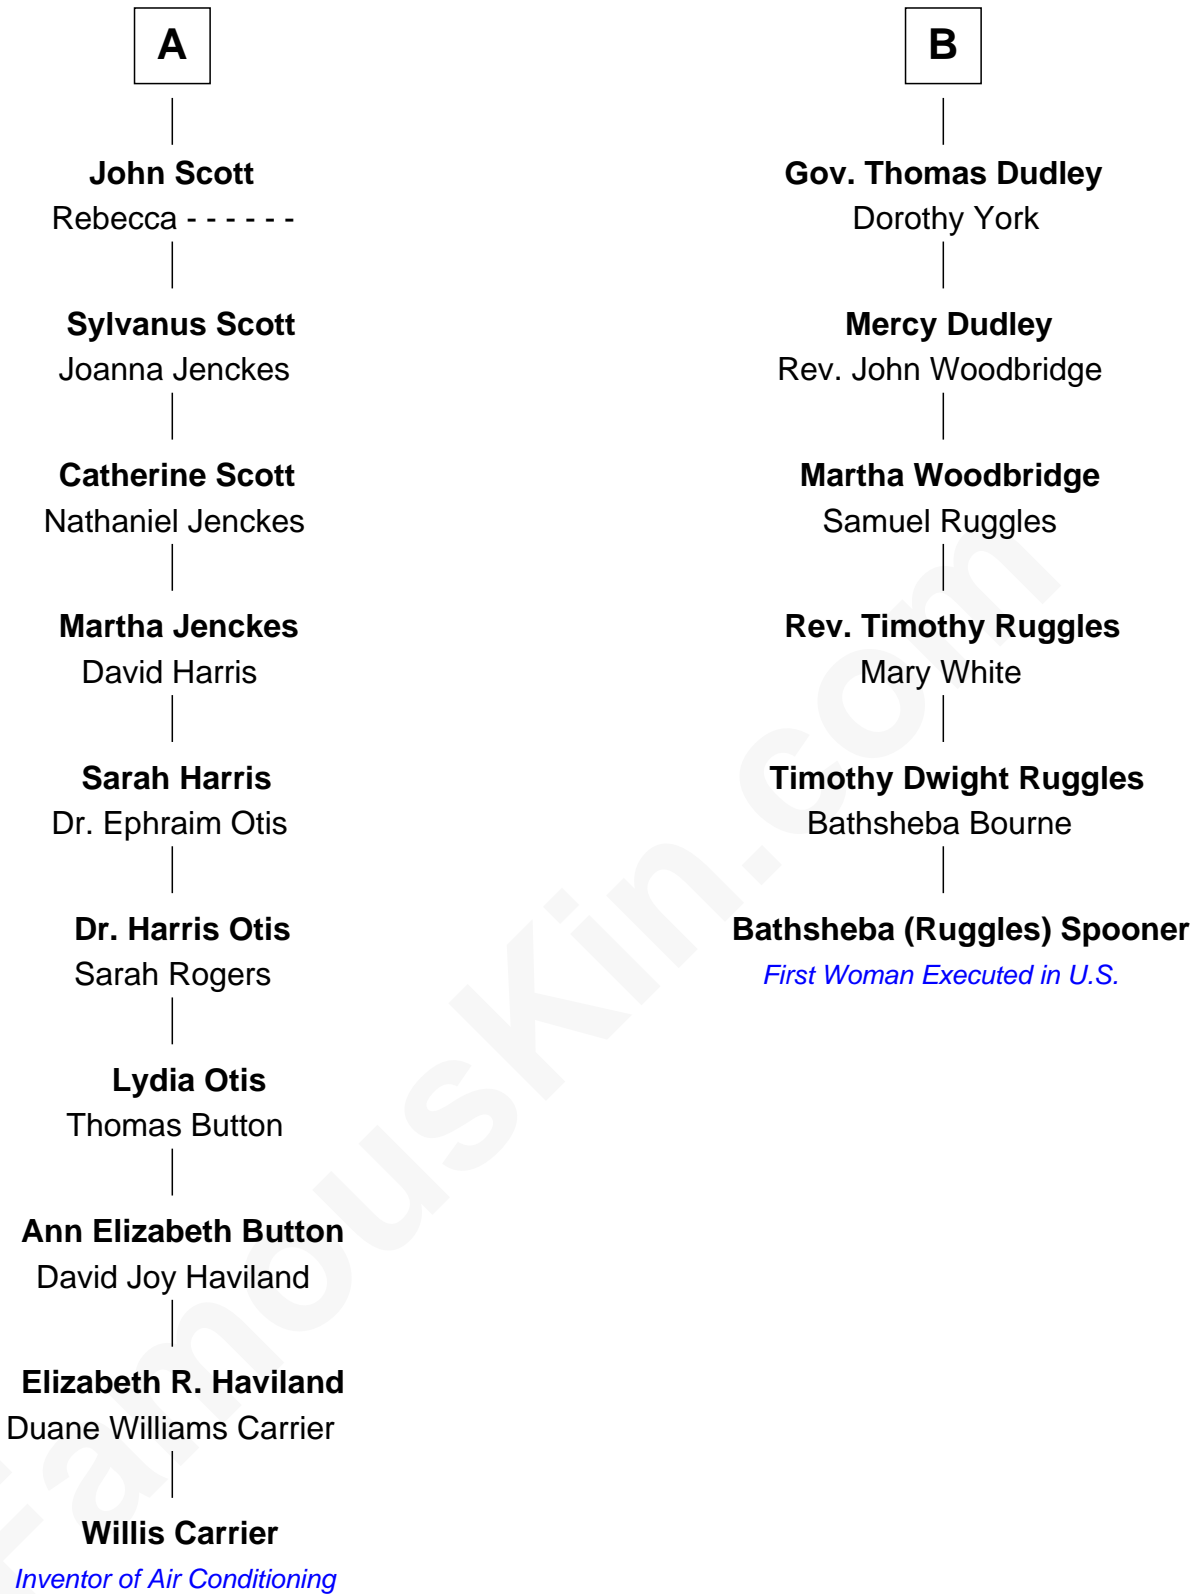 A
John Scott
Rebecca - - - - - -
Sylvanus Scott
Joanna Jenckes
Catherine Scott
Nathaniel Jenckes
Martha Jenckes
David Harris
Sarah Harris
Dr. Ephraim Otis
Dr. Harris Otis
Sarah Rogers
Lydia Otis
Thomas Button
Ann Elizabeth Button
David Joy Haviland
Elizabeth R. Haviland
Duane Williams Carrier
Willis Carrier
Inventor of Air Conditioning
B
Gov. Thomas Dudley
Dorothy York
Mercy Dudley
Rev. John Woodbridge
Martha Woodbridge
Samuel Ruggles
Rev. Timothy Ruggles
Mary White
Timothy Dwight Ruggles
Bathsheba Bourne
Bathsheba (Ruggles) Spooner
First Woman Executed in U.S.
FamousKin.com